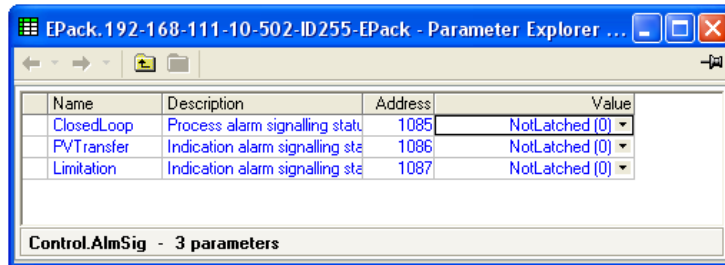 EPack.192-168-111-10-502-ID255-EPack - Parameter Explorer ...
Name Description Address Value
ClosedLoop Process alarm signalling statu 1085 NotLatched (0)
PVTransfer Indication alarm signalling sta 1086 NotLatched (0)
Limitation Indication alarm signalling sta 1087 NotLatched (0)
Control.AlmSig - 3 parameters